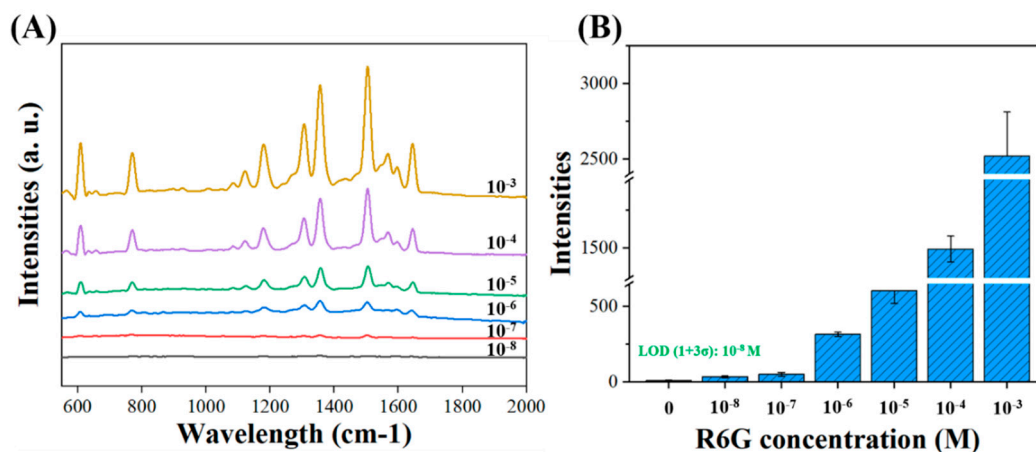 (A)
Intensities (a. u.)
10⁻³
10⁻⁴
10⁻⁵
10⁻⁶
10⁻⁷
10⁻⁸
600 800 1000 1200 1400 1600 1800 2000
Wavelength (cm-1)
(B)
Intensities
3000
2500
1500
500
0
LOD (1+3σ): 10⁻⁸ M
0 10⁻⁸ 10⁻⁷ 10⁻⁶ 10⁻⁵ 10⁻⁴ 10⁻³
R6G concentration (M)